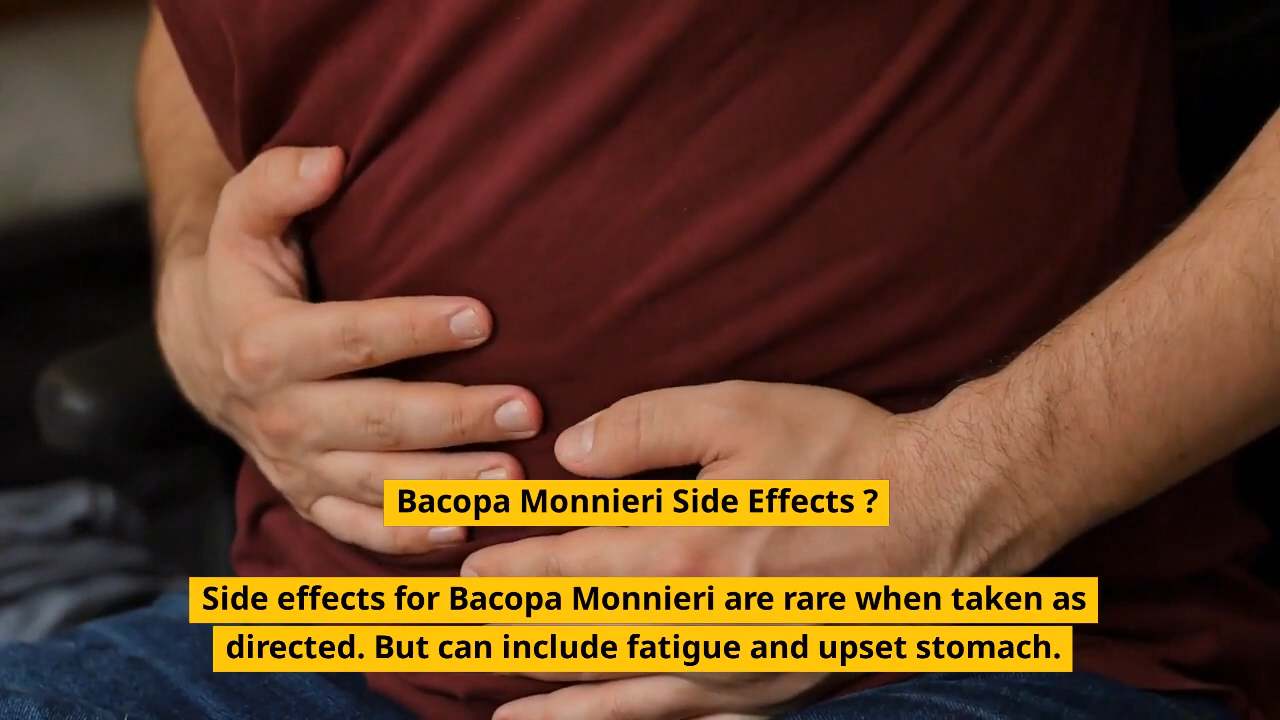 Bacopa Monnieri Side Effects ?
Side effects for Bacopa Monnieri are rare when taken as
directed. But can include fatigue and upset stomach.